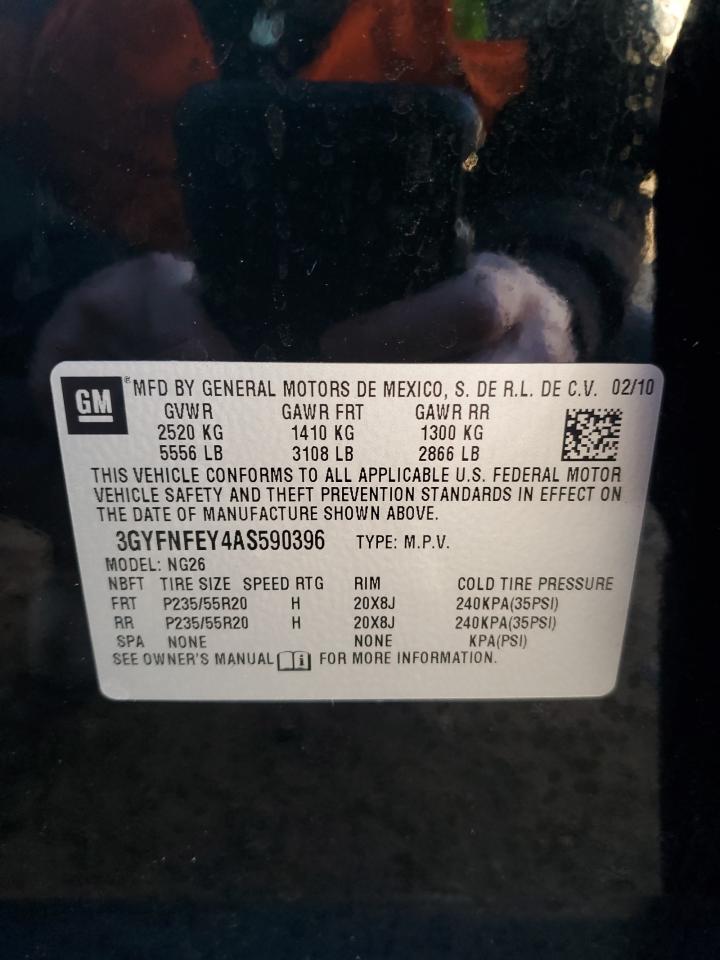 GM ® MFD BY GENERAL MOTORS DE MEXICO, S. DE R.L. DE C.V. 02/10
GVWR GAWR FRT GAWR RR
2520 KG 1410 KG 1300 KG
5556 LB 3108 LB 2866 LB
THIS VEHICLE CONFORMS TO ALL APPLICABLE U.S. FEDERAL MOTOR
VEHICLE SAFETY AND THEFT PREVENTION STANDARDS IN EFFECT ON
THE DATE OF MANUFACTURE SHOWN ABOVE.
3GYFNFEY4AS590396 TYPE: M.P.V.
MODEL: NG26
NBFT TIRE SIZE SPEED RTG RIM COLD TIRE PRESSURE
FRT P235/55R20 H 20X8J 240KPA(35PSI)
RR P235/55R20 H 20X8J 240KPA(35PSI)
SPA NONE NONE KPA(PSI)
SEE OWNER'S MANUAL i FOR MORE INFORMATION.